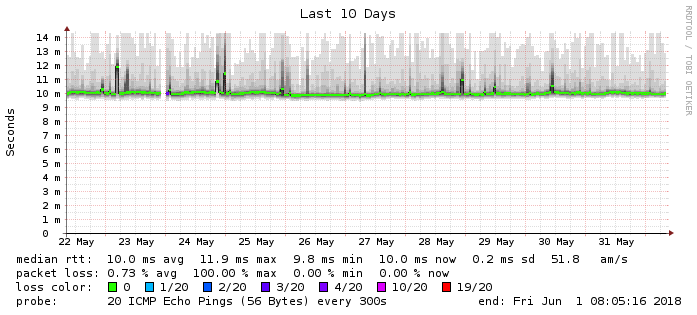 Last 10 Days
RRDTOOL / TOBI OETIKER
Seconds
14 m
13 m
12 m
11 m
10 m
9 m
8 m
7 m
6 m
5 m
4 m
3 m
2 m
1 m
0
22 May 23 May 24 May 25 May 26 May 27 May 28 May 29 May 30 May 31 May
median rtt: 10.0 ms avg 11.9 ms max 9.8 ms min 10.0 ms now 0.2 ms sd 51.8 am/s
packet loss: 0.73 % avg 100.00 % max 0.00 % min 0.00 % now
loss color: 0 1/20 2/20 3/20 4/20 10/20 19/20
probe: 20 ICMP Echo Pings (56 Bytes) every 300s end: Fri Jun 1 08:05:16 2018